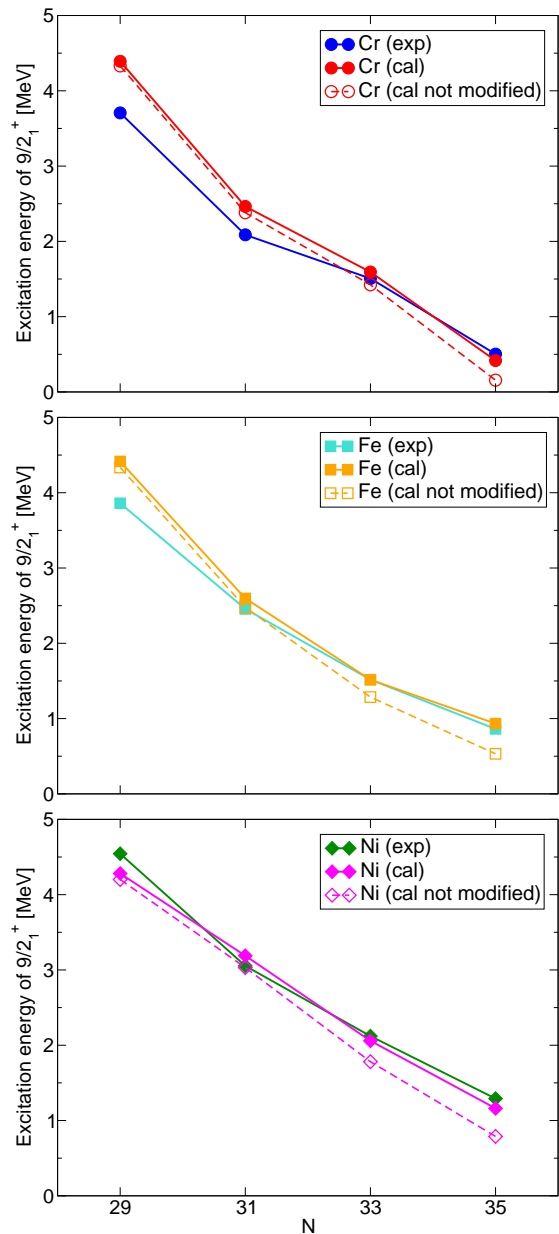 5
4
3
2
1
0
Excitation energy of 9/2₁⁺ [MeV]
Cr (exp)
Cr (cal)
Cr (cal not modified)
5
4
3
2
1
0
Excitation energy of 9/2₁⁺ [MeV]
Fe (exp)
Fe (cal)
Fe (cal not modified)
5
4
3
2
1
0
Excitation energy of 9/2₁⁺ [MeV]
Ni (exp)
Ni (cal)
Ni (cal not modified)
29 31 33 35
N